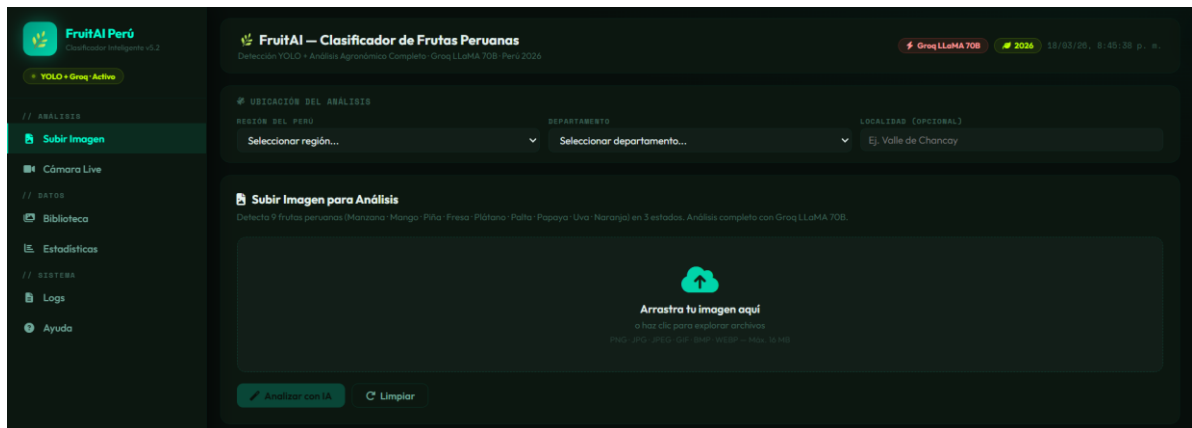 FruitAI Perú
Clasificador Inteligente v5.2
YOLO + Groq · Activo
// ANÁLISIS
Subir Imagen
Cámara Live
// DATOS
Biblioteca
Estadísticas
// SISTEMA
Logs
Ayuda
FruitAI — Clasificador de Frutas Peruanas
Detección YOLO + Análisis Agronómico Completo · Groq LLaMA 70B · Perú 2026
Groq LLaMA 70B
2026
18/03/26, 8:45:38 p. m.
UBICACIÓN DEL ANÁLISIS
REGIÓN DEL PERÚ
Seleccionar región...
DEPARTAMENTO
Seleccionar departamento...
LOCALIDAD (OPCIONAL)
Ej. Valle de Chancay
Subir Imagen para Análisis
Detecta 9 frutas peruanas (Manzana · Mango · Piña · Fresa · Plátano · Palta · Papaya · Uva · Naranja) en 3 estados. Análisis completo con Groq LLaMA 70B.
Arrastra tu imagen aquí
o haz clic para explorar archivos
PNG · JPG · JPEG · GIF · BMP · WEBP — Máx. 16 MB
Analizar con IA
Limpiar